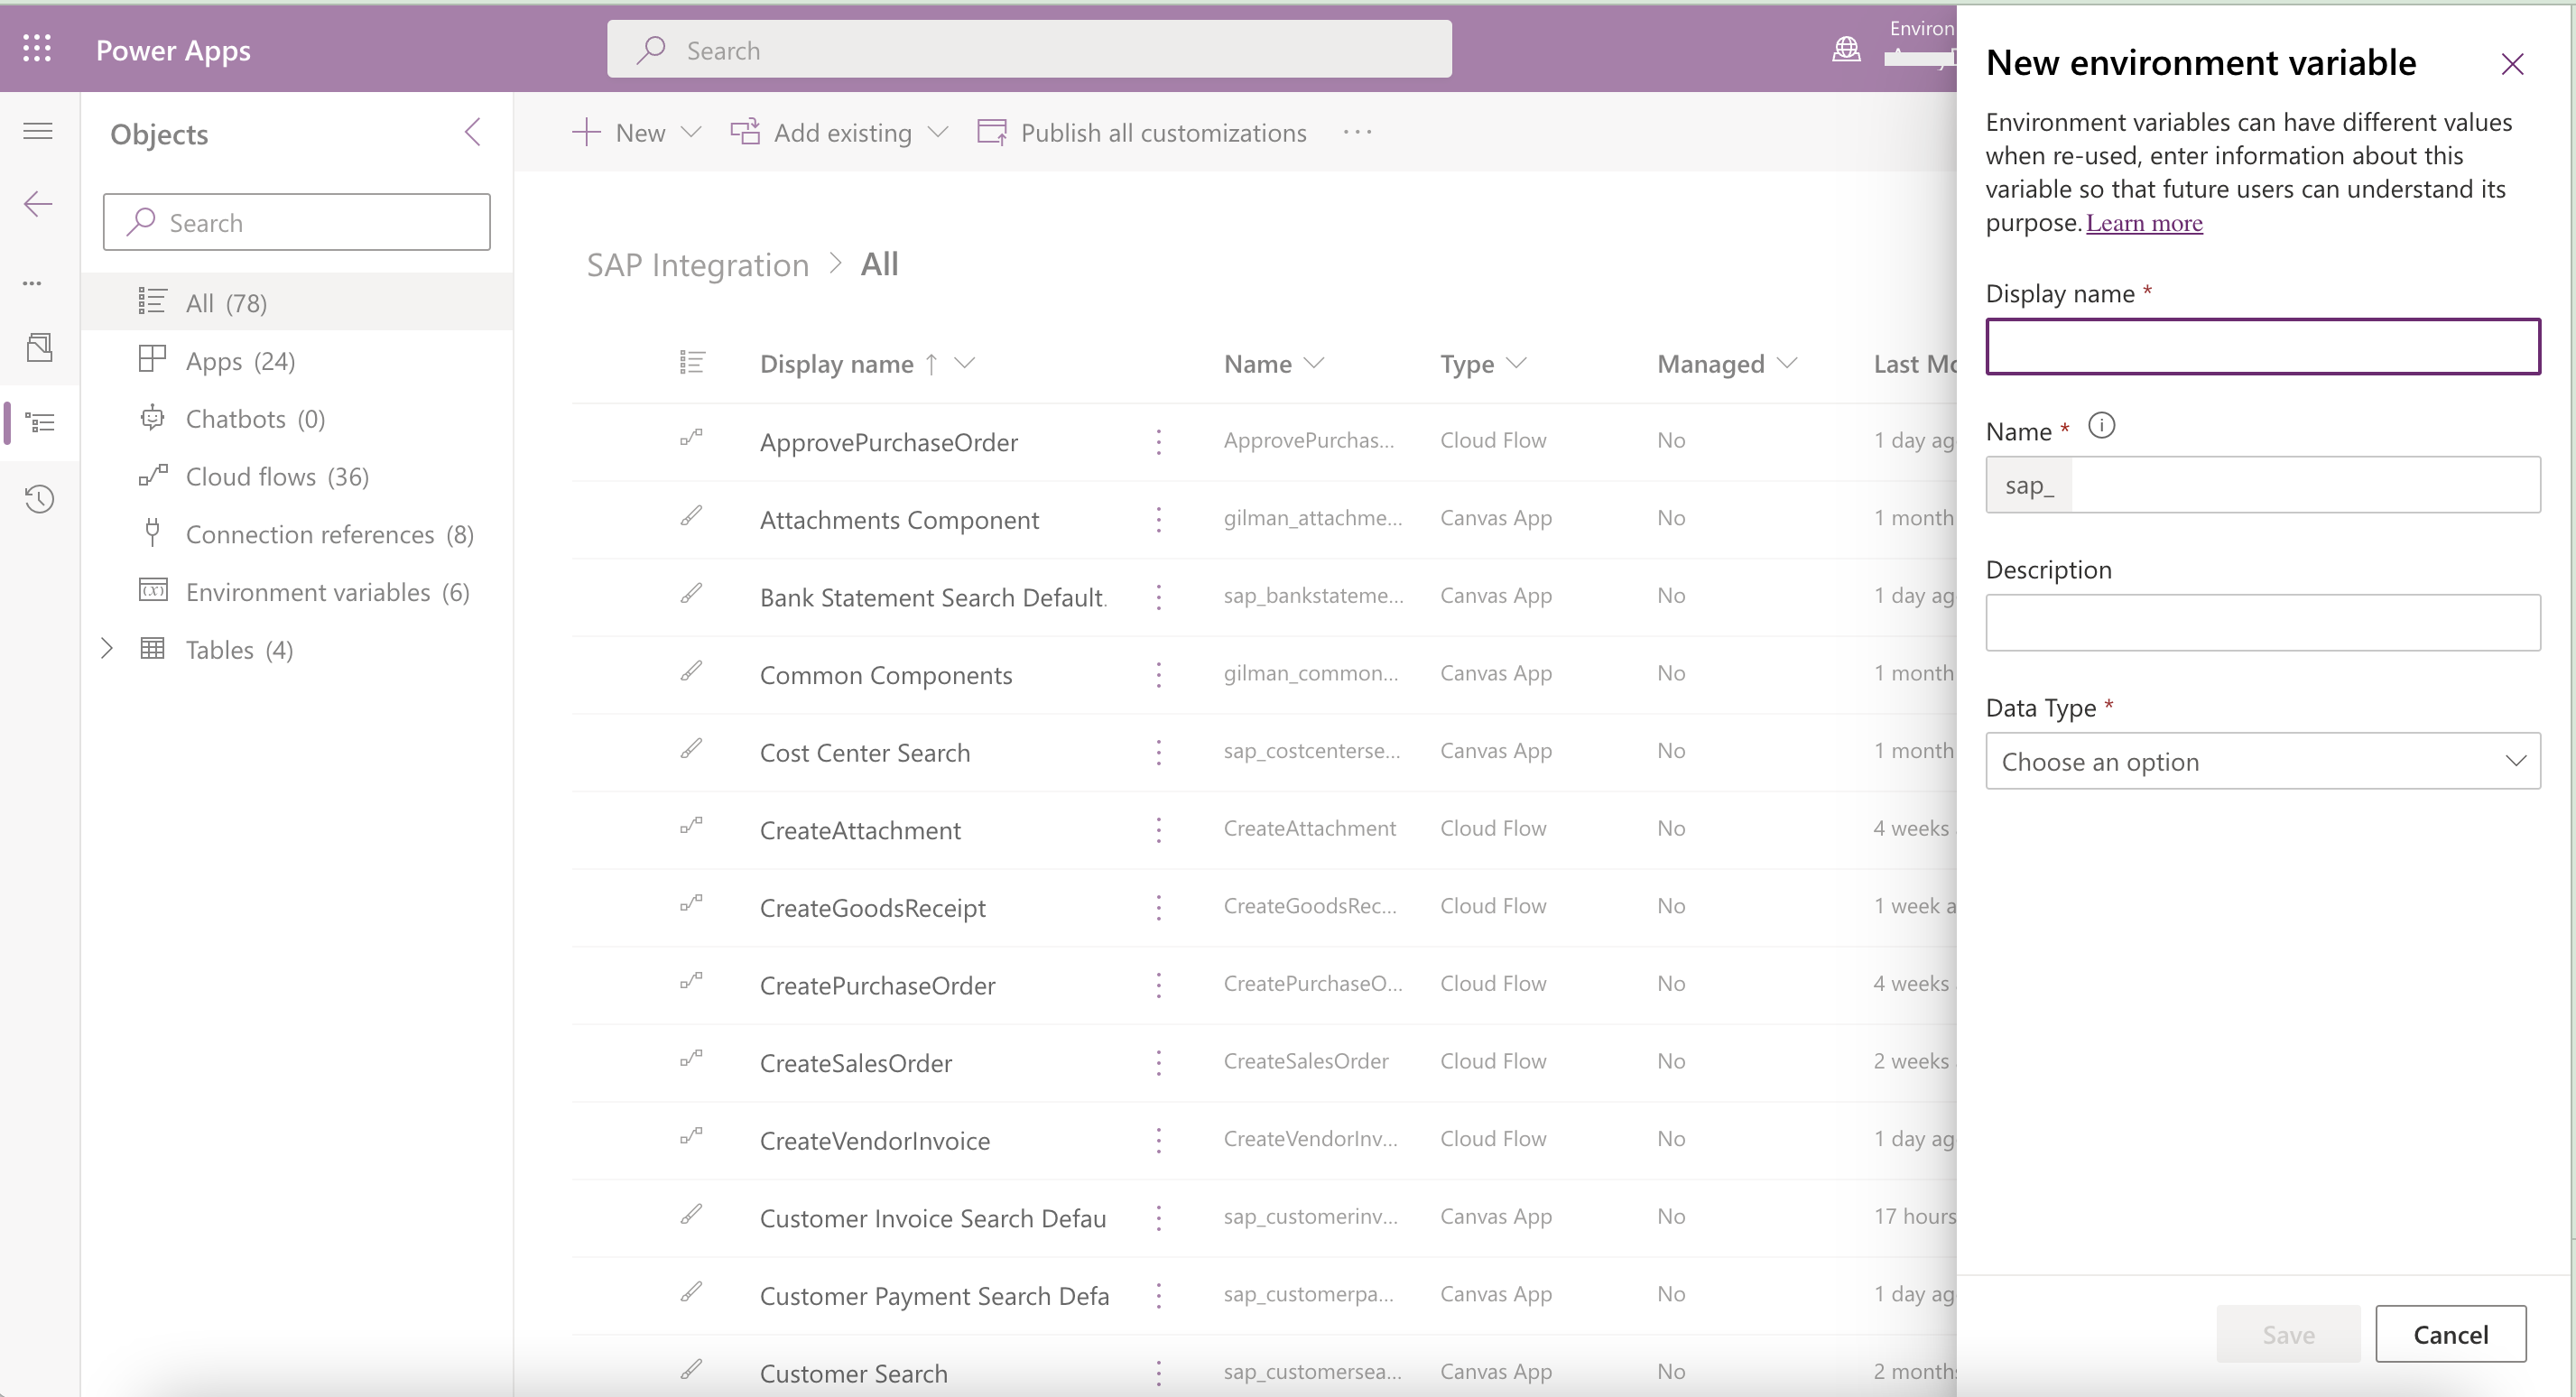 Power Apps
Search
Environ
Objects
Search
All (78)
Apps (24)
Chatbots (0)
Cloud flows (36)
Connection references (8)
Environment variables (6)
Tables (4)
New
Add existing
Publish all customizations
SAP Integration > All
Display name ↑ Name Type Managed Last Mo
ApprovePurchaseOrder ApprovePurchas... Cloud Flow No 1 day ag
Attachments Component gilman_attachme... Canvas App No 1 month
Bank Statement Search Default. sap_bankstateme... Canvas App No 1 day ag
Common Components gilman_common... Canvas App No 1 month
Cost Center Search sap_costcenterse... Canvas App No 1 month
CreateAttachment CreateAttachment Cloud Flow No 4 weeks
CreateGoodsReceipt CreateGoodsRec... Cloud Flow No 1 week a
CreatePurchaseOrder CreatePurchaseO... Cloud Flow No 4 weeks
CreateSalesOrder CreateSalesOrder Cloud Flow No 2 weeks
CreateVendorInvoice CreateVendorInv... Cloud Flow No 1 day ag
Customer Invoice Search Defau sap_customerinv... Canvas App No 17 hours
Customer Payment Search Defa sap_customerpa... Canvas App No 1 day ag
Customer Search sap_customersea... Canvas App No 2 months
New environment variable
Environment variables can have different values
when re-used, enter information about this
variable so that future users can understand its
purpose. Learn more
Display name *
Name *
sap_
Description
Data Type *
Choose an option
Save
Cancel